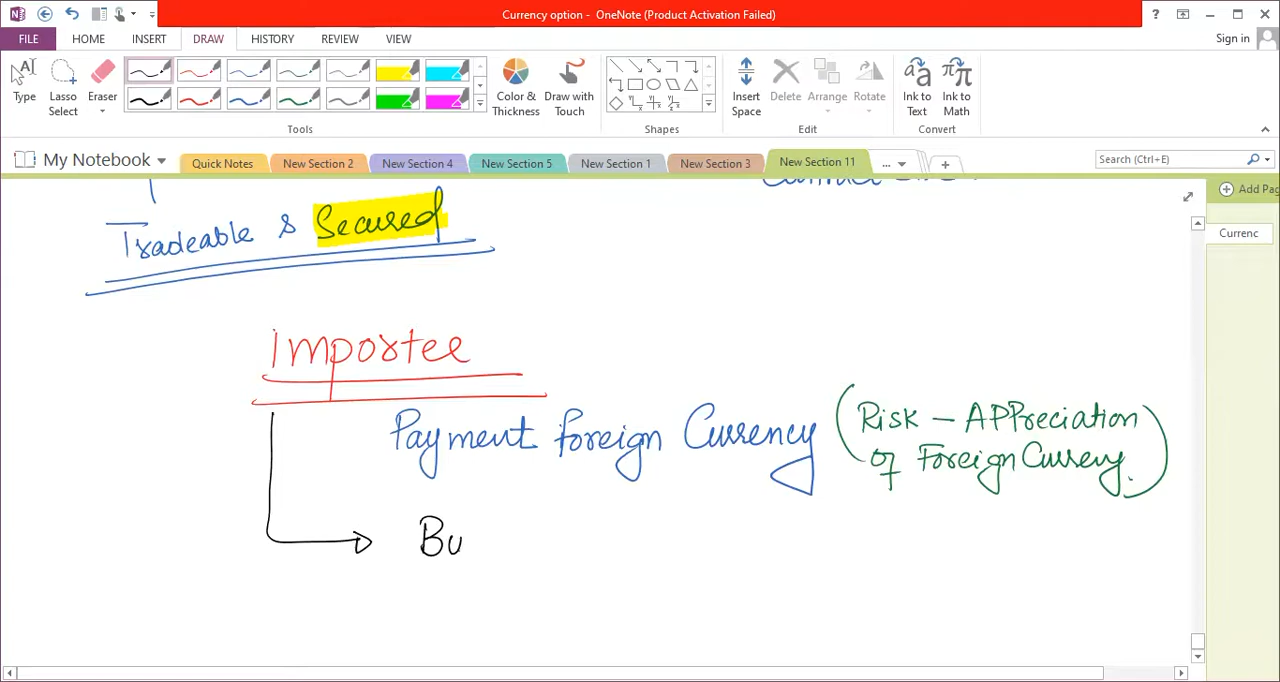 Currency option - OneNote (Product Activation Failed)
?
FILE HOME INSERT DRAW HISTORY REVIEW VIEW
Sign in
Type
Lasso Select
Eraser
Color & Thickness
Draw with Touch
Insert Space
Delete
Arrange
Rotate
Ink to Text
Ink to Math
Tools
Shapes
Edit
Convert
My Notebook
Quick Notes
New Section 2
New Section 4
New Section 5
New Section 1
New Section 3
New Section 11
...
Search (Ctrl+E)
Add Pag
Currenc
Tradeable & Secured
importee
Payment Foreign Currency
(Risk - APPreciation
of Foreign Curreny.)
Bu